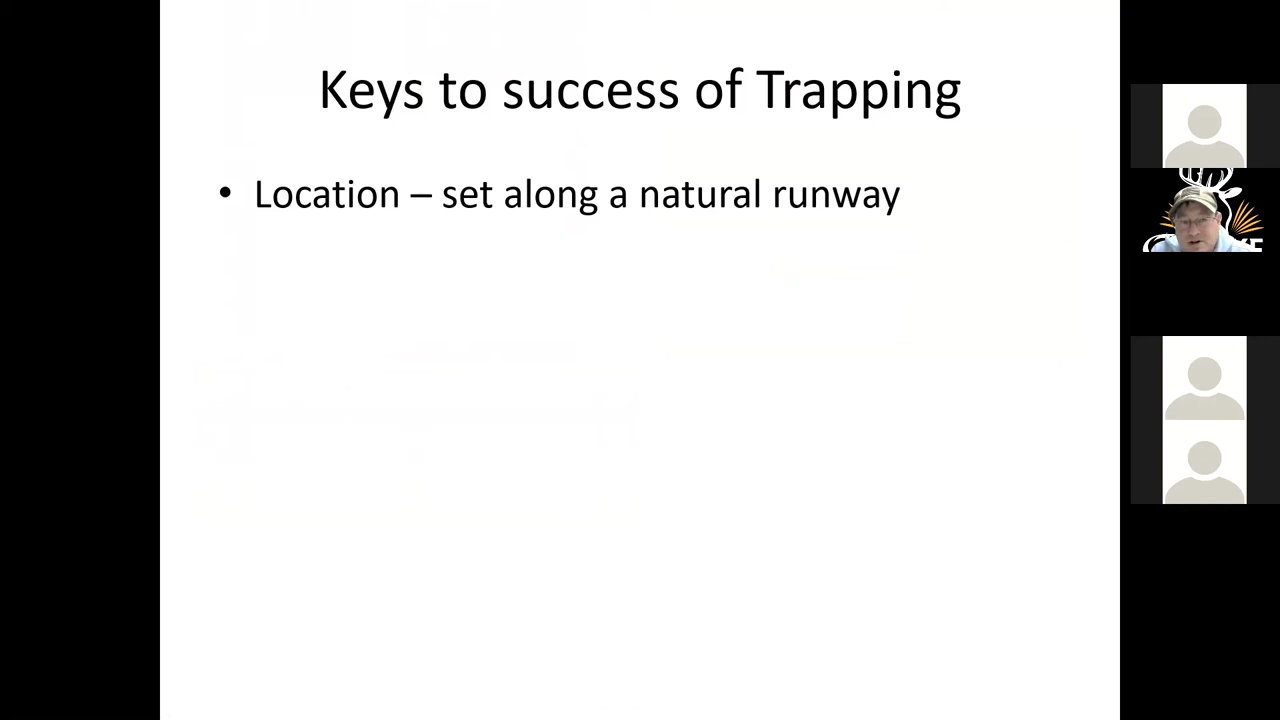 Keys to success of Trapping
• Location – set along a natural runway